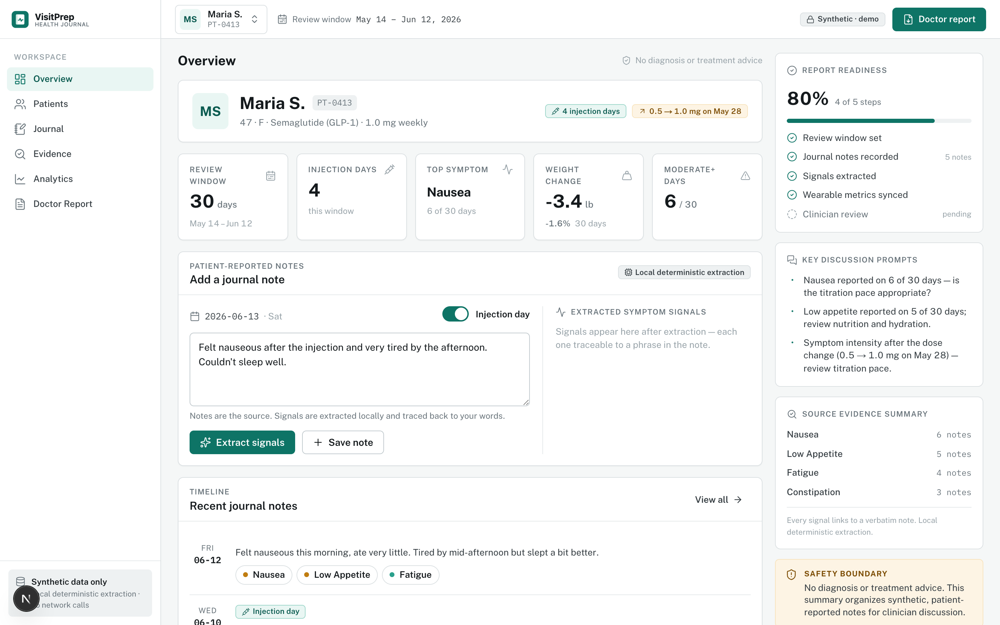 VisitPrep
HEALTH JOURNAL
MS
Maria S.
PT-0413
Review window May 14 – Jun 12, 2026
Synthetic · demo
Doctor report
WORKSPACE
Overview
Patients
Journal
Evidence
Analytics
Doctor Report
Synthetic data only
deterministic extraction ·
network calls
N
Overview
No diagnosis or treatment advice
MS
Maria S.
PT-0413
47 · F · Semaglutide (GLP-1) · 1.0 mg weekly
4 injection days
0.5 → 1.0 mg on May 28
REVIEW
WINDOW
30 days
May 14 – Jun 12
INJECTION DAYS
4
this window
TOP SYMPTOM
Nausea
6 of 30 days
WEIGHT
CHANGE
-3.4 lb
-1.6% 30 days
MODERATE+
DAYS
6 / 30
PATIENT-REPORTED NOTES
Add a journal note
Local deterministic extraction
2026-06-13 · Sat
Injection day
Felt nauseous after the injection and very tired by the afternoon.
Couldn't sleep well.
Notes are the source. Signals are extracted locally and traced back to your words.
Extract signals
Save note
EXTRACTED SYMPTOM SIGNALS
Signals appear here after extraction — each
one traceable to a phrase in the note.
TIMELINE
Recent journal notes
View all
FRI
06-12
Felt nauseous this morning, ate very little. Tired by mid-afternoon but slept a bit better.
Nausea
Low Appetite
Fatigue
WED
06-10
Injection day
REPORT READINESS
80% 4 of 5 steps
Review window set
Journal notes recorded 5 notes
Signals extracted
Wearable metrics synced
Clinician review pending
KEY DISCUSSION PROMPTS
• Nausea reported on 6 of 30 days — is
the titration pace appropriate?
• Low appetite reported on 5 of 30 days;
review nutrition and hydration.
• Symptom intensity after the dose
change (0.5 → 1.0 mg on May 28) —
review titration pace.
SOURCE EVIDENCE SUMMARY
Nausea 6 notes
Low Appetite 5 notes
Fatigue 4 notes
Constipation 3 notes
Every signal links to a verbatim note. Local
deterministic extraction.
SAFETY BOUNDARY
No diagnosis or treatment advice. This
summary organizes synthetic, patient-
reported notes for clinician discussion.